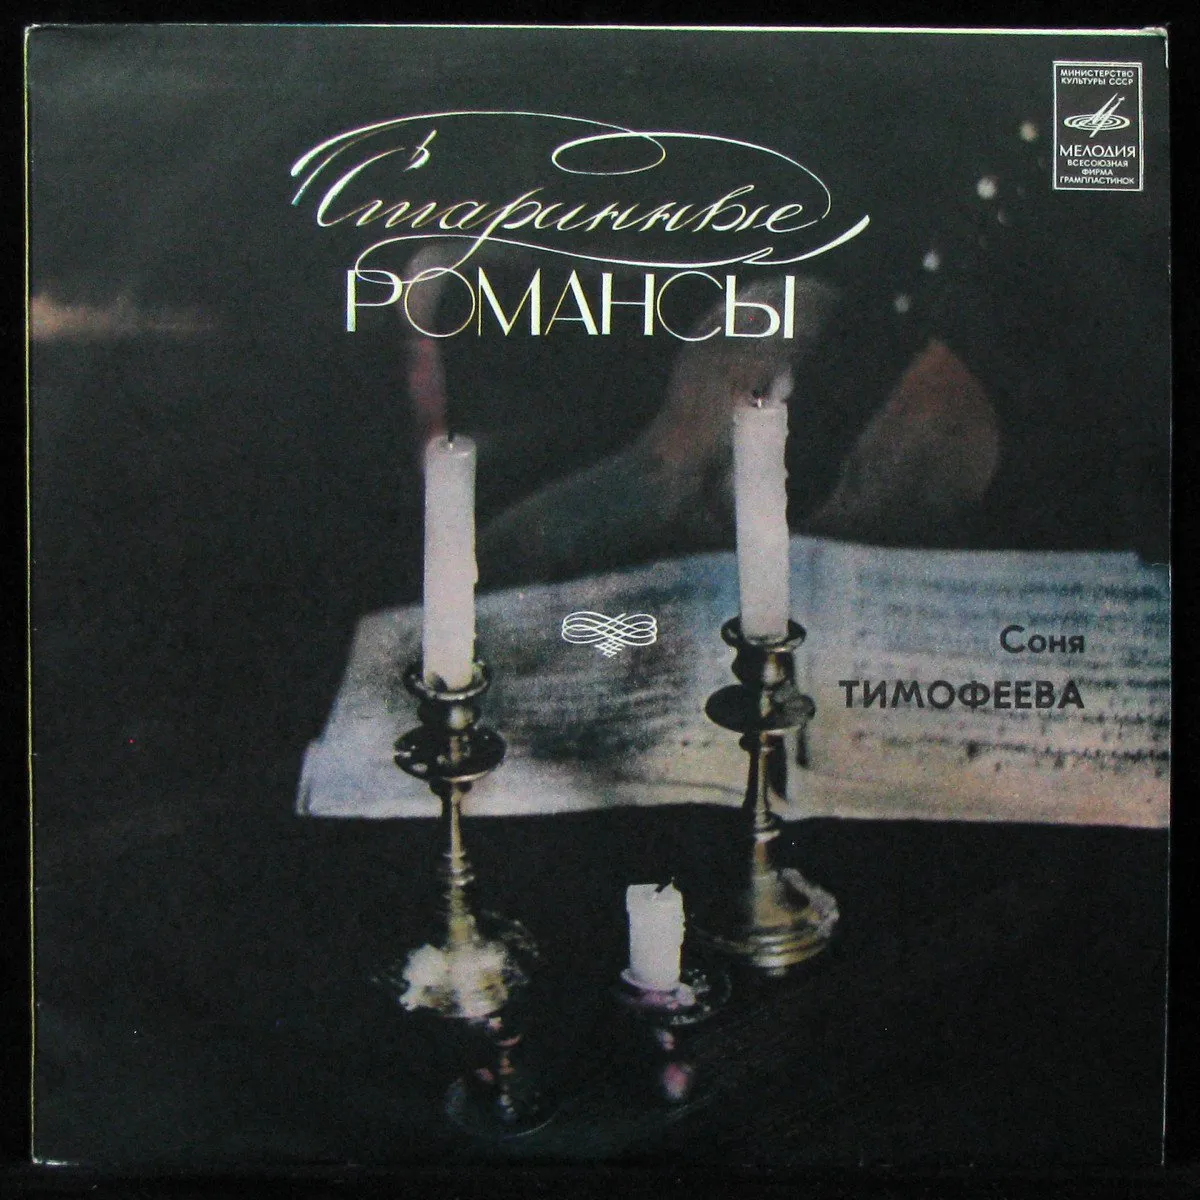 Старинные
РОМАНСЫ
МИНИСТЕРСТВО
КУЛЬТУРЫ СССР
МЕЛОДИЯ
ВСЕСОЮЗНАЯ
ФИРМА
ГРАМПЛАСТИНОК
Соня
ТИМОФЕЕВА